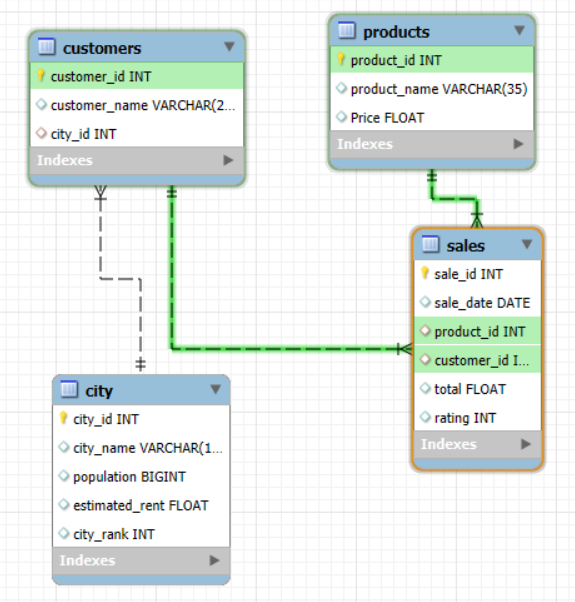 customers
customer_id INT
customer_name VARCHAR(2...
city_id INT
Indexes
products
product_id INT
product_name VARCHAR(35)
Price FLOAT
Indexes
sales
sale_id INT
sale_date DATE
product_id INT
customer_id I...
total FLOAT
rating INT
Indexes
city
city_id INT
city_name VARCHAR(1...
population BIGINT
estimated_rent FLOAT
city_rank INT
Indexes